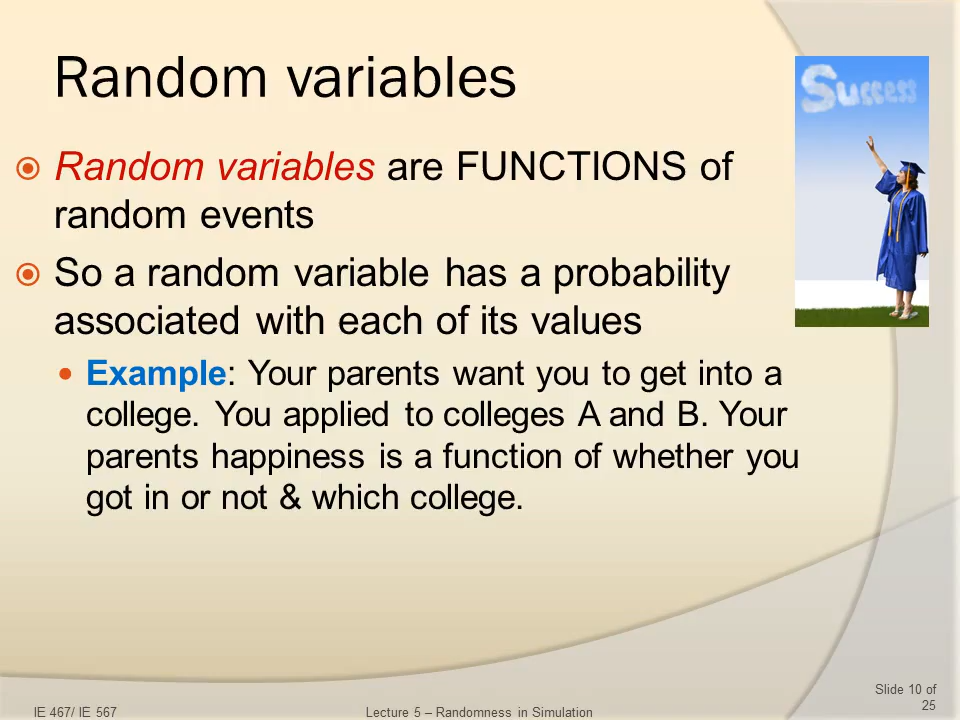 Random variables
Success
Random variables are FUNCTIONS of
random events
So a random variable has a probability
associated with each of its values
Example: Your parents want you to get into a
college. You applied to colleges A and B. Your
parents happiness is a function of whether you
got in or not & which college.
Slide 10 of
25
IE 467/ IE 567
Lecture 5 – Randomness in Simulation